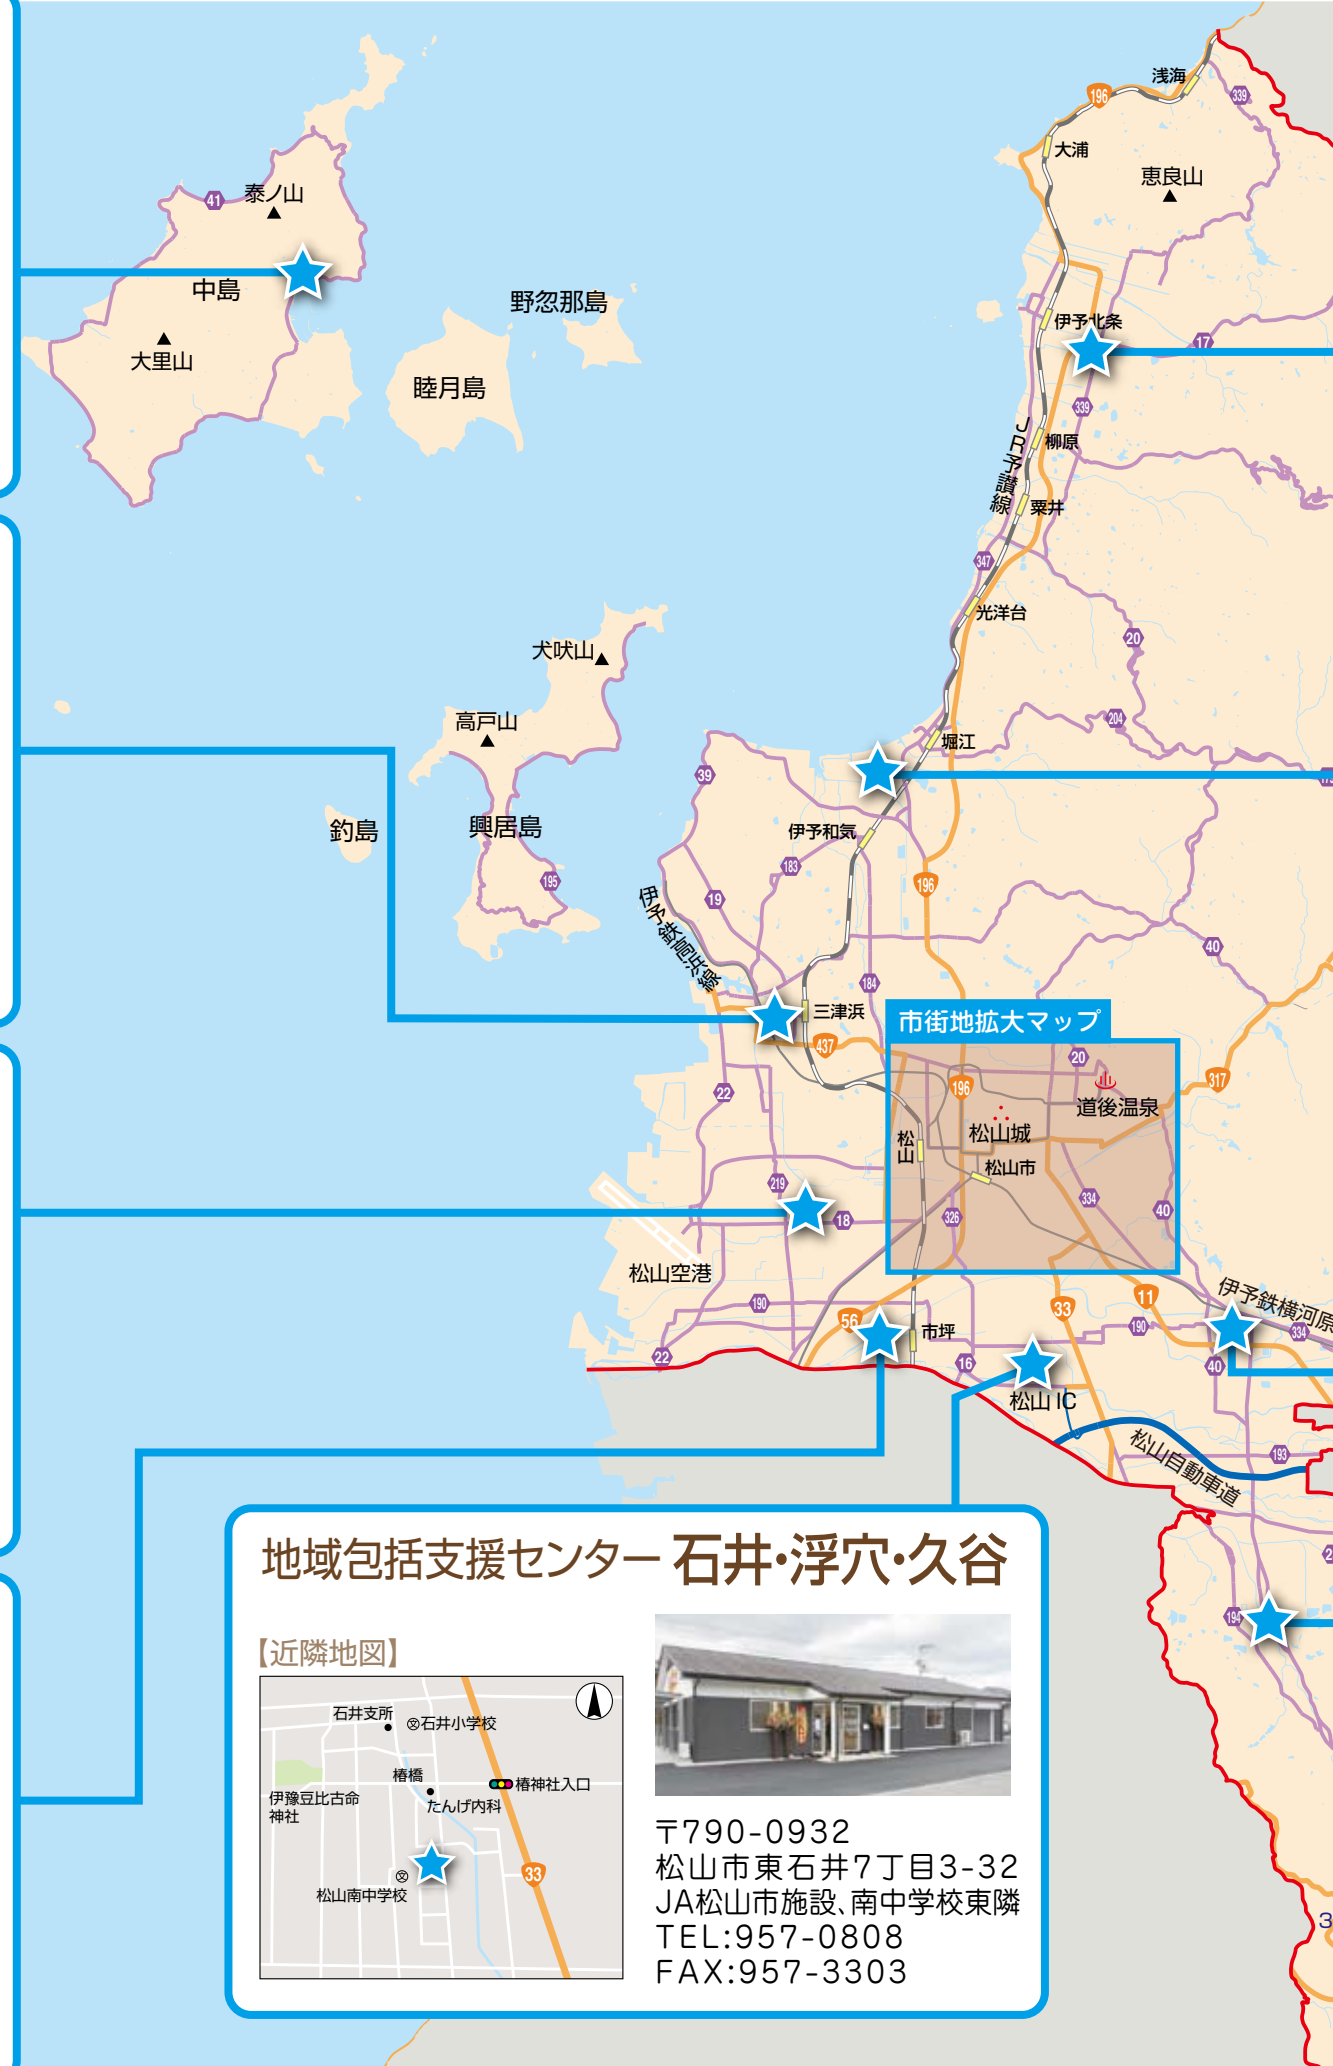 浅海
196
339
大浦
恵良山
41
泰ノ山
中島
大里山
野忽那島
睦月島
伊予北条
17
339
JR予讃線
柳原
粟井
347
光洋台
20
犬吠山
高戸山
204
堀江
39
釣島
興居島
伊予和気
183
195
19
196
伊予鉄高浜線
40
184
三津浜
市街地拡大マップ
437
20
196
317
22
道後温泉
松山城
松山
松山市
219
334
18
326
40
松山空港
190
56
33
11
伊予鉄横河原
市坪
190
334
22
16
40
松山IC
松山自動車道
193
194
地域包括支援センター 石井・浮穴・久谷
【近隣地図】
石井支所
文石井小学校
椿橋
椿神社入口
伊豫豆比古命
神社
たんげ内科
文
松山南中学校
33
〒790-0932
松山市東石井7丁目3-32
JA松山市施設、南中学校東隣
TEL:957-0808
FAX:957-3303